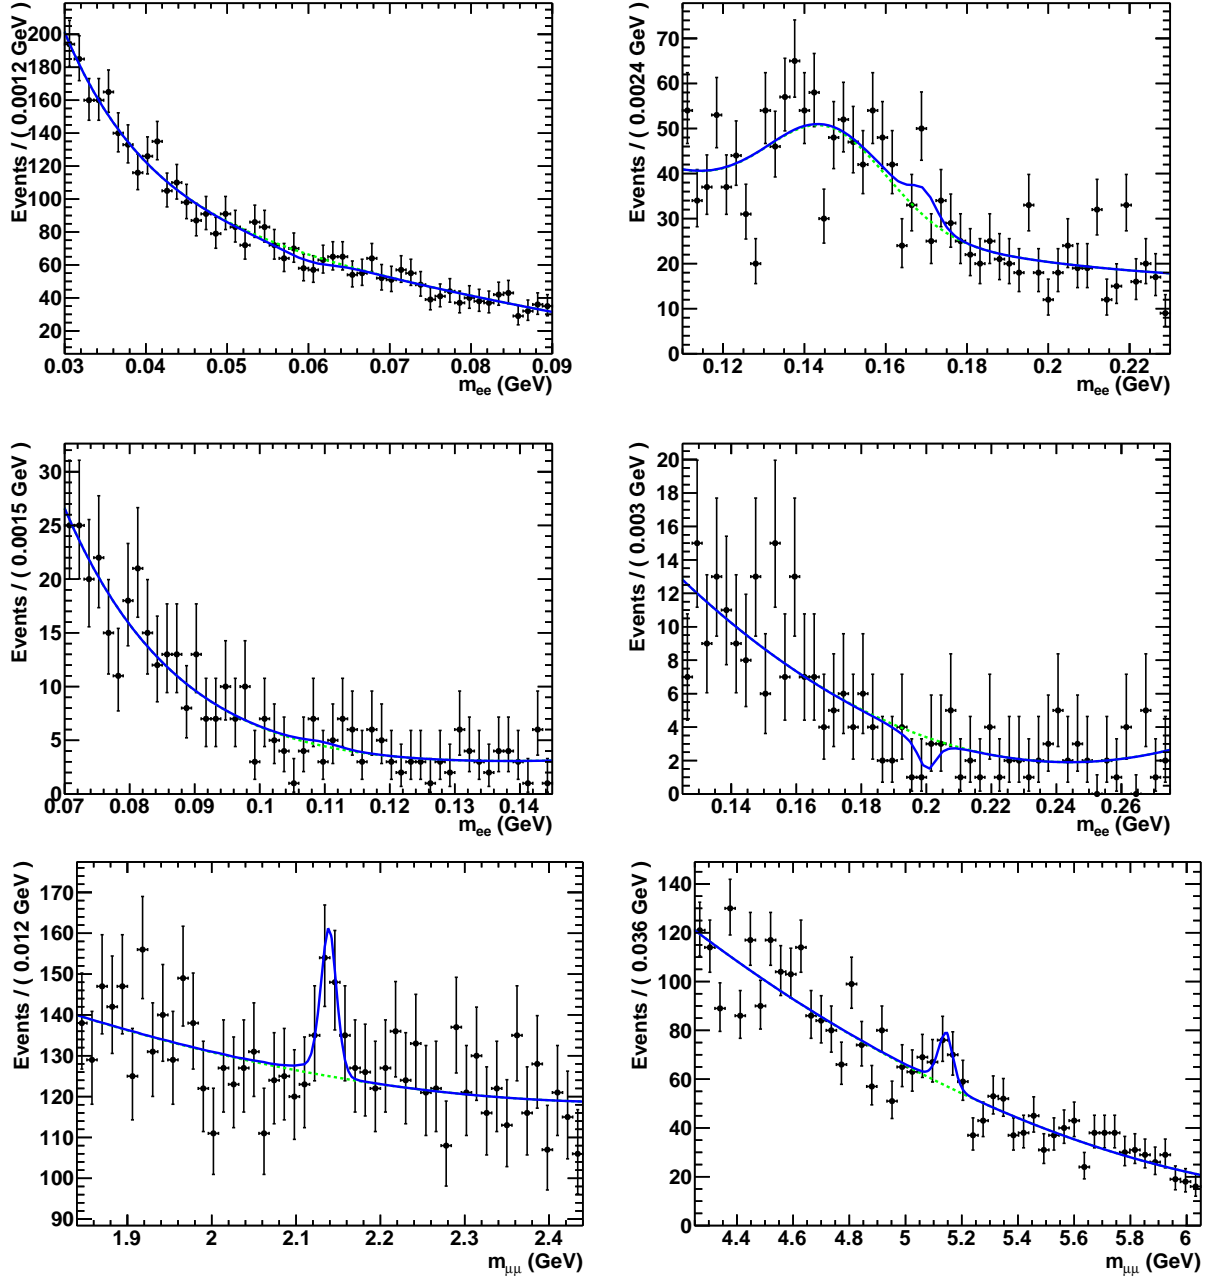 Events / ( 0.0012 GeV )
200
180
160
140
120
100
80
60
40
20
0.03 0.04 0.05 0.06 0.07 0.08 0.09
m_ee (GeV)
Events / ( 0.0024 GeV )
70
60
50
40
30
20
10
0
0.12 0.14 0.16 0.18 0.2 0.22
m_ee (GeV)
Events / ( 0.0015 GeV )
30
25
20
15
10
5
0
0.07 0.08 0.09 0.1 0.11 0.12 0.13 0.14
m_ee (GeV)
Events / ( 0.003 GeV )
20
18
16
14
12
10
8
6
4
2
0
0.14 0.16 0.18 0.2 0.22 0.24 0.26
m_ee (GeV)
Events / ( 0.012 GeV )
170
160
150
140
130
120
110
100
90
1.9 2 2.1 2.2 2.3 2.4
m_μμ (GeV)
Events / ( 0.036 GeV )
140
120
100
80
60
40
20
0
4.4 4.6 4.8 5 5.2 5.4 5.6 5.8 6
m_μμ (GeV)